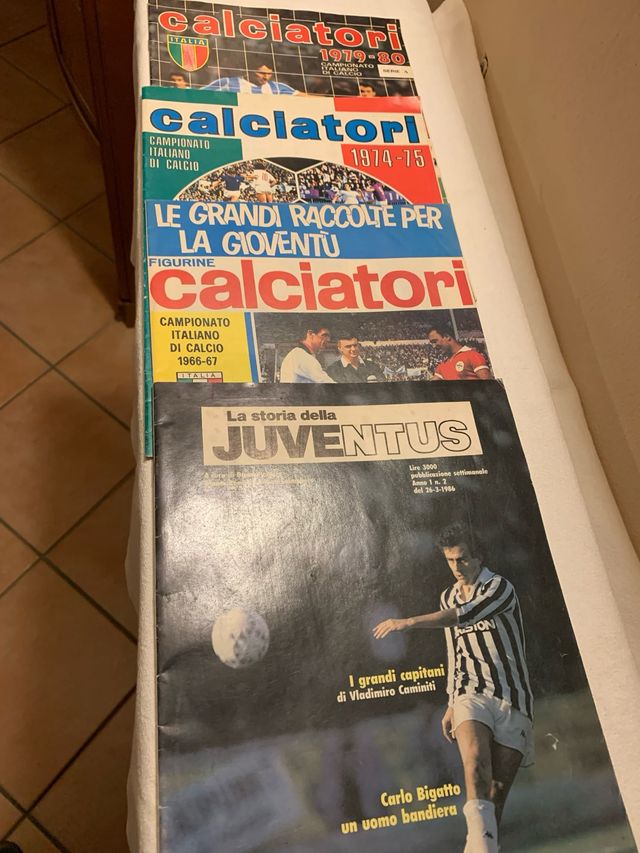 calciatori
ITALIA
1979-80
CAMPIONATO
ITALIANO
DI CALCIO
SERIE A
calciatori
CAMPIONATO
ITALIANO
DI CALCIO
1974-75
LE GRANDI RACCOLTE PER
LA GIOVENTÙ
FIGURINE
calciatori
CAMPIONATO
ITALIANO
DI CALCIO
1966-67
ITALIA
La storia della
JUVENTUS
Lire 3000
pubblicazione settimanale
Anno 1 n. 2
del 26-3-1986
ARISTON
I grandi capitani
di Vladimiro Caminiti
Carlo Bigatto
un uomo bandiera